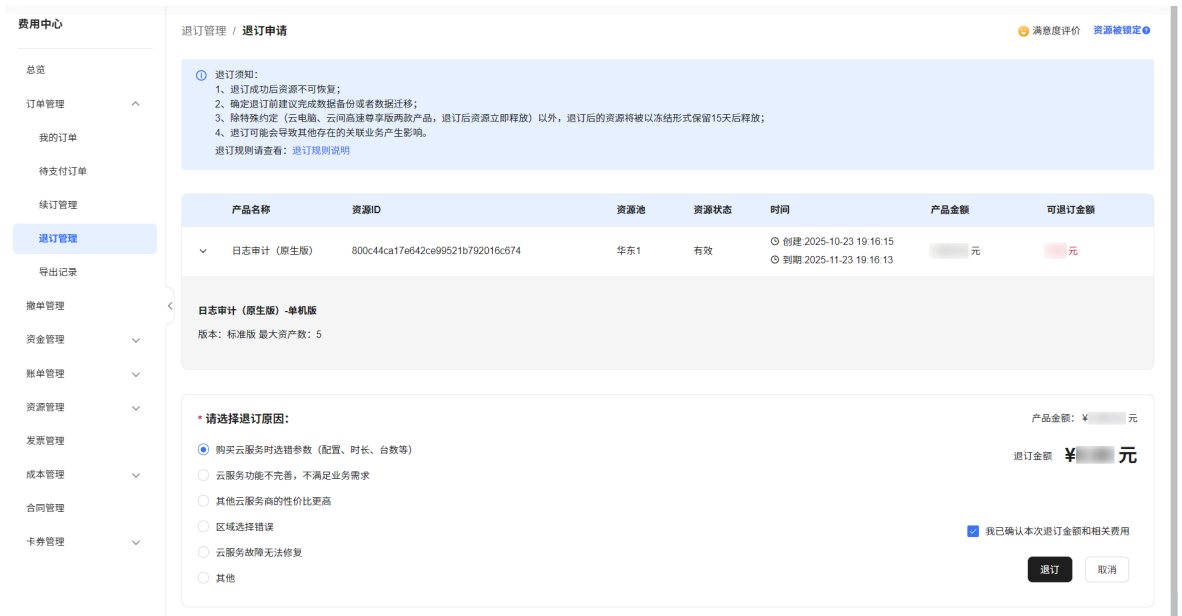 费用中心
退订管理 / 退订申请
满意度评价 资源被锁定
总览
订单管理
我的订单
待支付订单
续订管理
退订管理
导出记录
撤单管理
资金管理
账单管理
资源管理
发票管理
成本管理
合同管理
卡券管理
退订须知：
1、退订成功后资源不可恢复；
2、确定退订前建议完成数据备份或者数据迁移；
3、除特殊约定（云电脑、云间高速尊享版两款产品，退订后资源立即释放）以外，退订后的资源将被以冻结形式保留15天后释放；
4、退订可能会导致其他存在的关联业务产生影响。
退订规则请查看：退订规则说明
产品名称 资源ID 资源池 资源状态 时间 产品金额 可退订金额
日志审计（原生版） 800c44ca17e642ce99521b792016c674 华东1 有效 创建 2025-10-23 19:16:15 元 元
到期 2025-11-23 19:16:13
日志审计（原生版）-单机版
版本：标准版 最大资产数：5
* 请选择退订原因：
购买云服务时选错参数（配置、时长、台数等）
云服务功能不完善，不满足业务需求
其他云服务商的性价比更高
区域选择错误
云服务故障无法修复
其他
产品金额：¥ 元
退订金额 ¥ 元
我已确认本次退订金额和相关费用
退订 取消